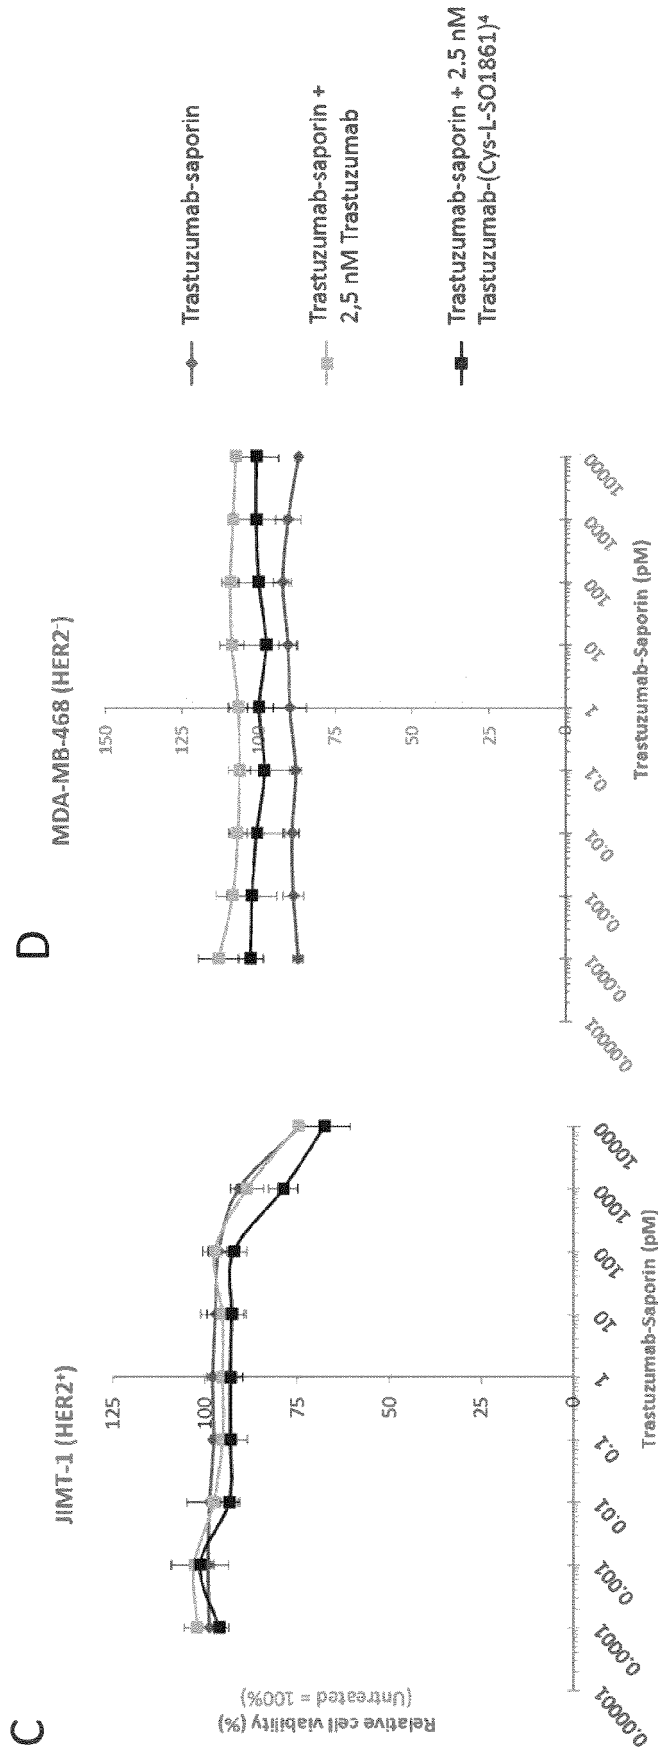 C
JIMT-1 (HER2⁺)
Relative cell viability (%)
(Untreated = 100%)
125
100
75
50
25
0
0.00001
0.0001
0.001
0.01
0.1
1
10
100
1000
10000
Trastuzumab-Saporin (pM)
D
MDA-MB-468 (HER2⁻)
150
125
100
75
50
25
0
0.00001
0.0001
0.001
0.01
0.1
1
10
100
1000
10000
Trastuzumab-Saporin (pM)
Trastuzumab-saporin
Trastuzumab-saporin +
2,5 nM Trastuzumab
Trastuzumab-saporin + 2.5 nM
Trastuzumab-(Cys-L-SO1861)⁴